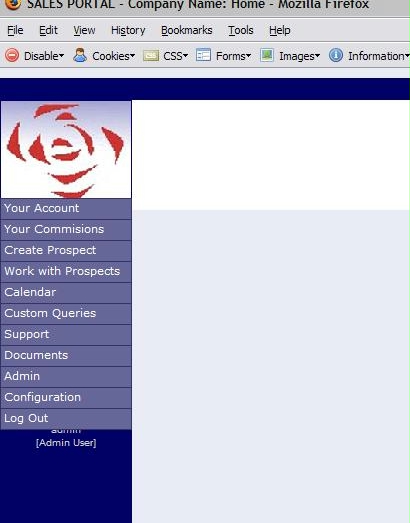 SALES PORTAL - Company Name: Home - Mozilla Firefox
File Edit View History Bookmarks Tools Help
Disable Cookies CSS Forms Images Information
Your Account
Your Commisions
Create Prospect
Work with Prospects
Calendar
Custom Queries
Support
Documents
Admin
Configuration
Log Out
admin
[Admin User]